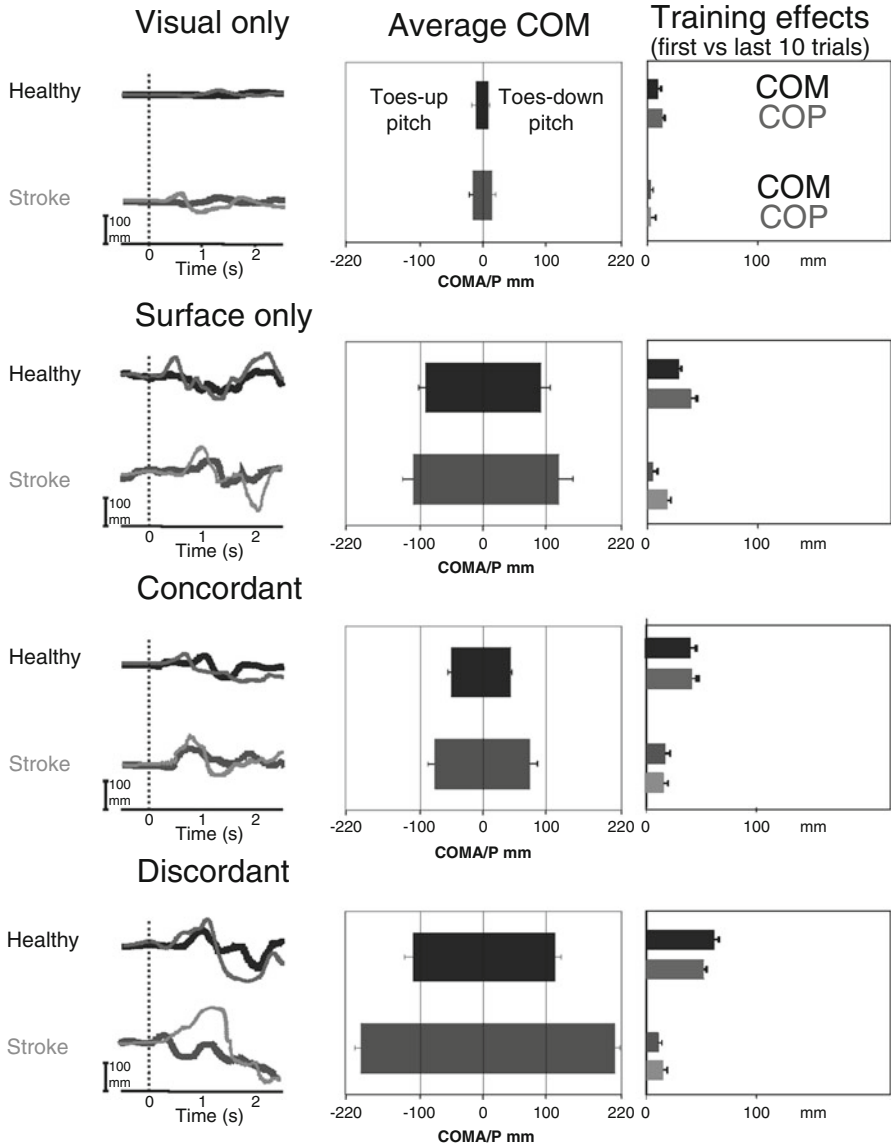 Visual only
Average COM
Training effects
(first vs last 10 trials)
Healthy
Stroke
100
mm
0 1 2
Time (s)
Toes-up
pitch
Toes-down
pitch
-220 -100 0 100 220
COMA/P mm
COM
COP
COM
COP
0 100 mm
Surface only
Healthy
Stroke
100
mm
0 1 2
Time (s)
-220 -100 0 100 220
COMA/P mm
0 100 mm
Concordant
Healthy
Stroke
100
mm
0 1 2
Time (s)
-220 -100 0 100 220
COMA/P mm
0 100 mm
Discordant
Healthy
Stroke
100
mm
0 1 2
Time (s)
-220 -100 0 100 220
COMA/P mm
0 100 mm